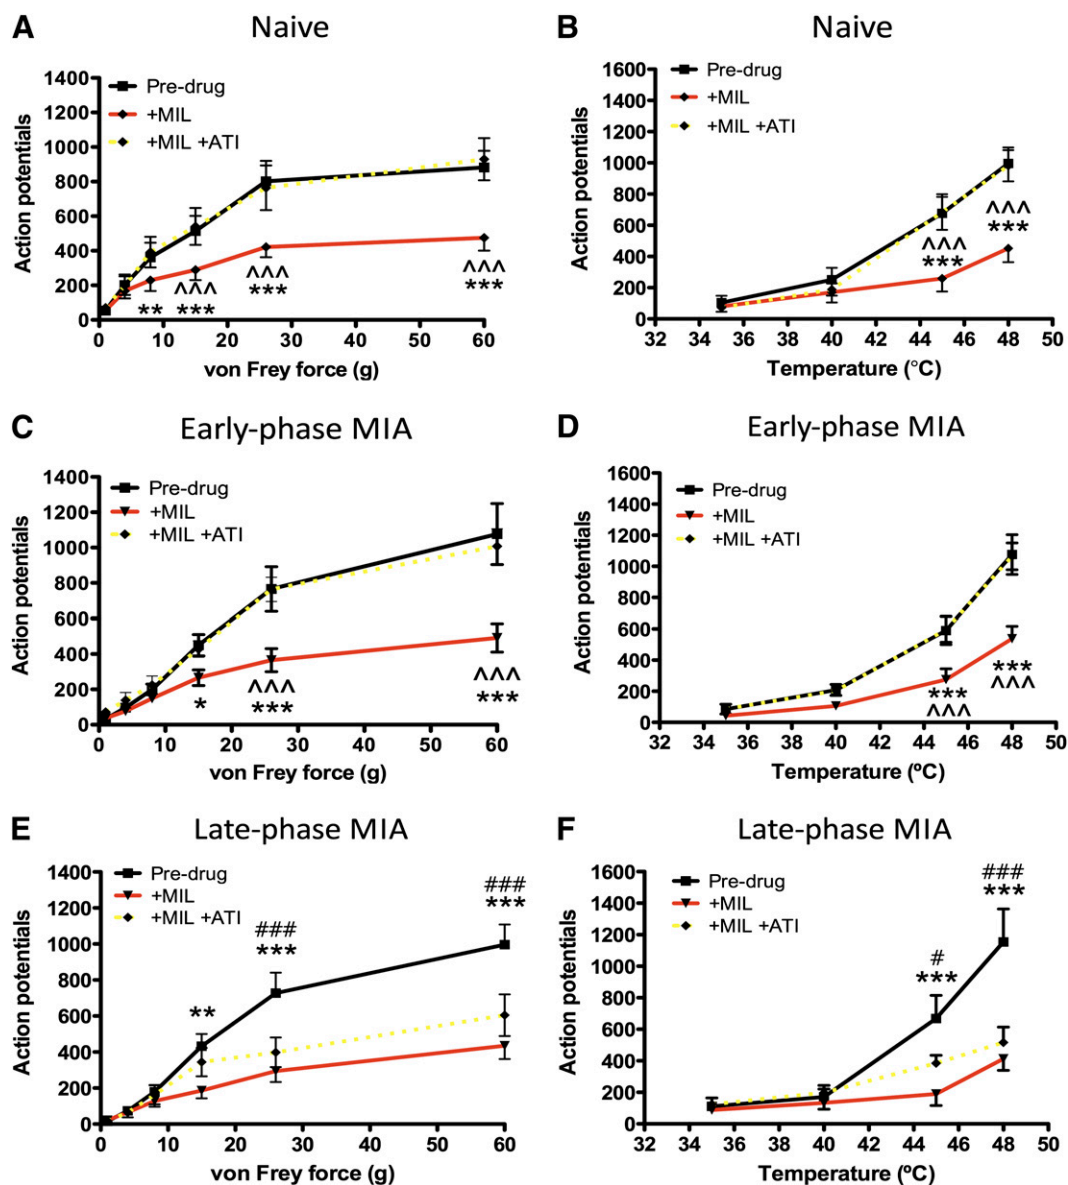 A
Naive
1400
1200
1000
800
600
400
200
0
Action potentials
Pre-drug
+MIL
+MIL +ATI
**
^^^
***
^^^
***
^^^
***
0 10 20 30 40 50 60
von Frey force (g)
B
Naive
1600
1400
1200
1000
800
600
400
200
0
Action potentials
Pre-drug
+MIL
+MIL +ATI
^^^
***
^^^
***
32 34 36 38 40 42 44 46 48 50
Temperature (°C)
C
Early-phase MIA
1400
1200
1000
800
600
400
200
0
Action potentials
Pre-drug
+MIL
+MIL +ATI
*
^^^
***
^^^
***
0 10 20 30 40 50 60
von Frey force (g)
D
Early-phase MIA
1600
1400
1200
1000
800
600
400
200
0
Action potentials
Pre-drug
+MIL
+MIL +ATI
***
^^^
***
^^^
32 34 36 38 40 42 44 46 48 50
Temperature (ºC)
E
Late-phase MIA
1400
1200
1000
800
600
400
200
0
Action potentials
Pre-drug
+MIL
+MIL +ATI
**
###
***
###
***
0 10 20 30 40 50 60
von Frey force (g)
F
Late-phase MIA
1600
1400
1200
1000
800
600
400
200
0
Action potentials
Pre-drug
+MIL
+MIL +ATI
#
***
###
***
32 34 36 38 40 42 44 46 48 50
Temperature (ºC)